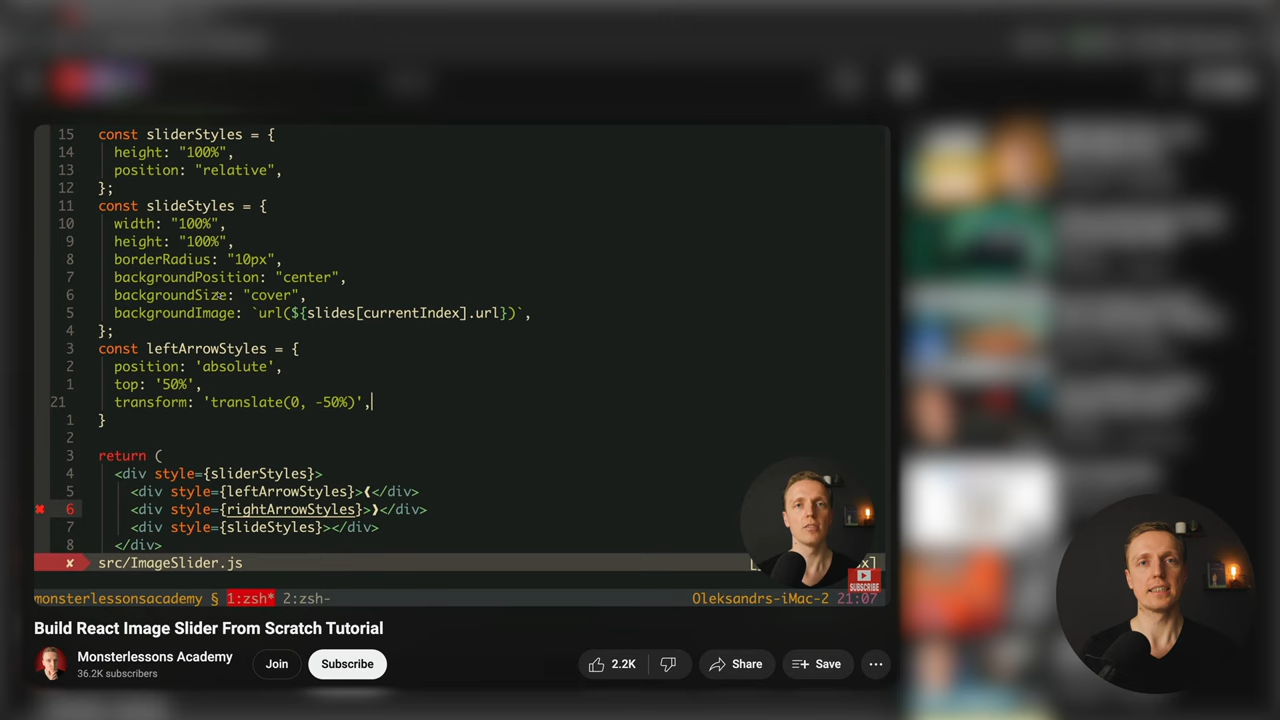 15 const sliderStyles = {
14 height: "100%",
13 position: "relative",
12 };
11 const slideStyles = {
10 width: "100%",
9 height: "100%",
8 borderRadius: "10px",
7 backgroundPosition: "center",
6 backgroundSize: "cover",
5 backgroundImage: `url(${slides[currentIndex].url})`,
4 };
3 const leftArrowStyles = {
2 position: 'absolute',
1 top: '50%',
21 transform: 'translate(0, -50%)',
1 }
2
3 return (
4 <div style={sliderStyles}>
5 <div style={leftArrowStyles}>❰</div>
6 <div style={rightArrowStyles}>❱</div>
7 <div style={slideStyles}></div>
8 </div>
✘ src/ImageSlider.js
SUBSCRIBE
monsterlessonsacademy § 1:zsh* 2:zsh- Oleksandrs-iMac-2 21:07
Build React Image Slider From Scratch Tutorial
Monsterlessons Academy
36.2K subscribers
Join
Subscribe
2.2K
Share
Save